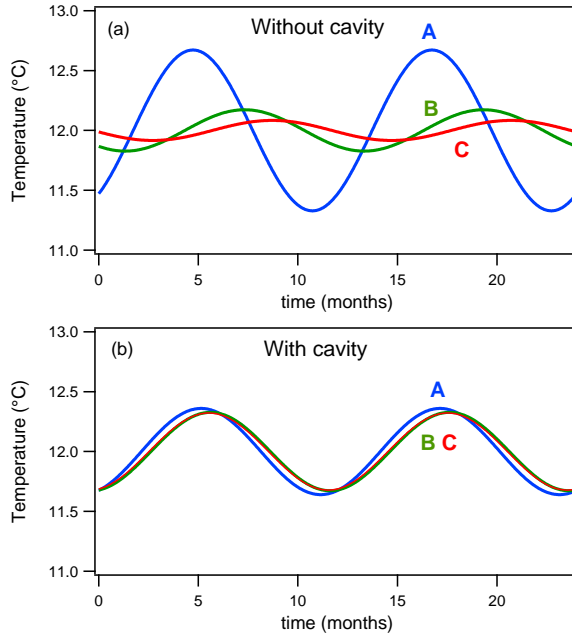 13.0
(a)
Without cavity
A
12.5
B
12.0
C
11.5
11.0
Temperature (°C)
0 5 10 15 20
time (months)
13.0
(b)
With cavity
12.5
A
12.0
B C
11.5
11.0
Temperature (°C)
0 5 10 15 20
time (months)